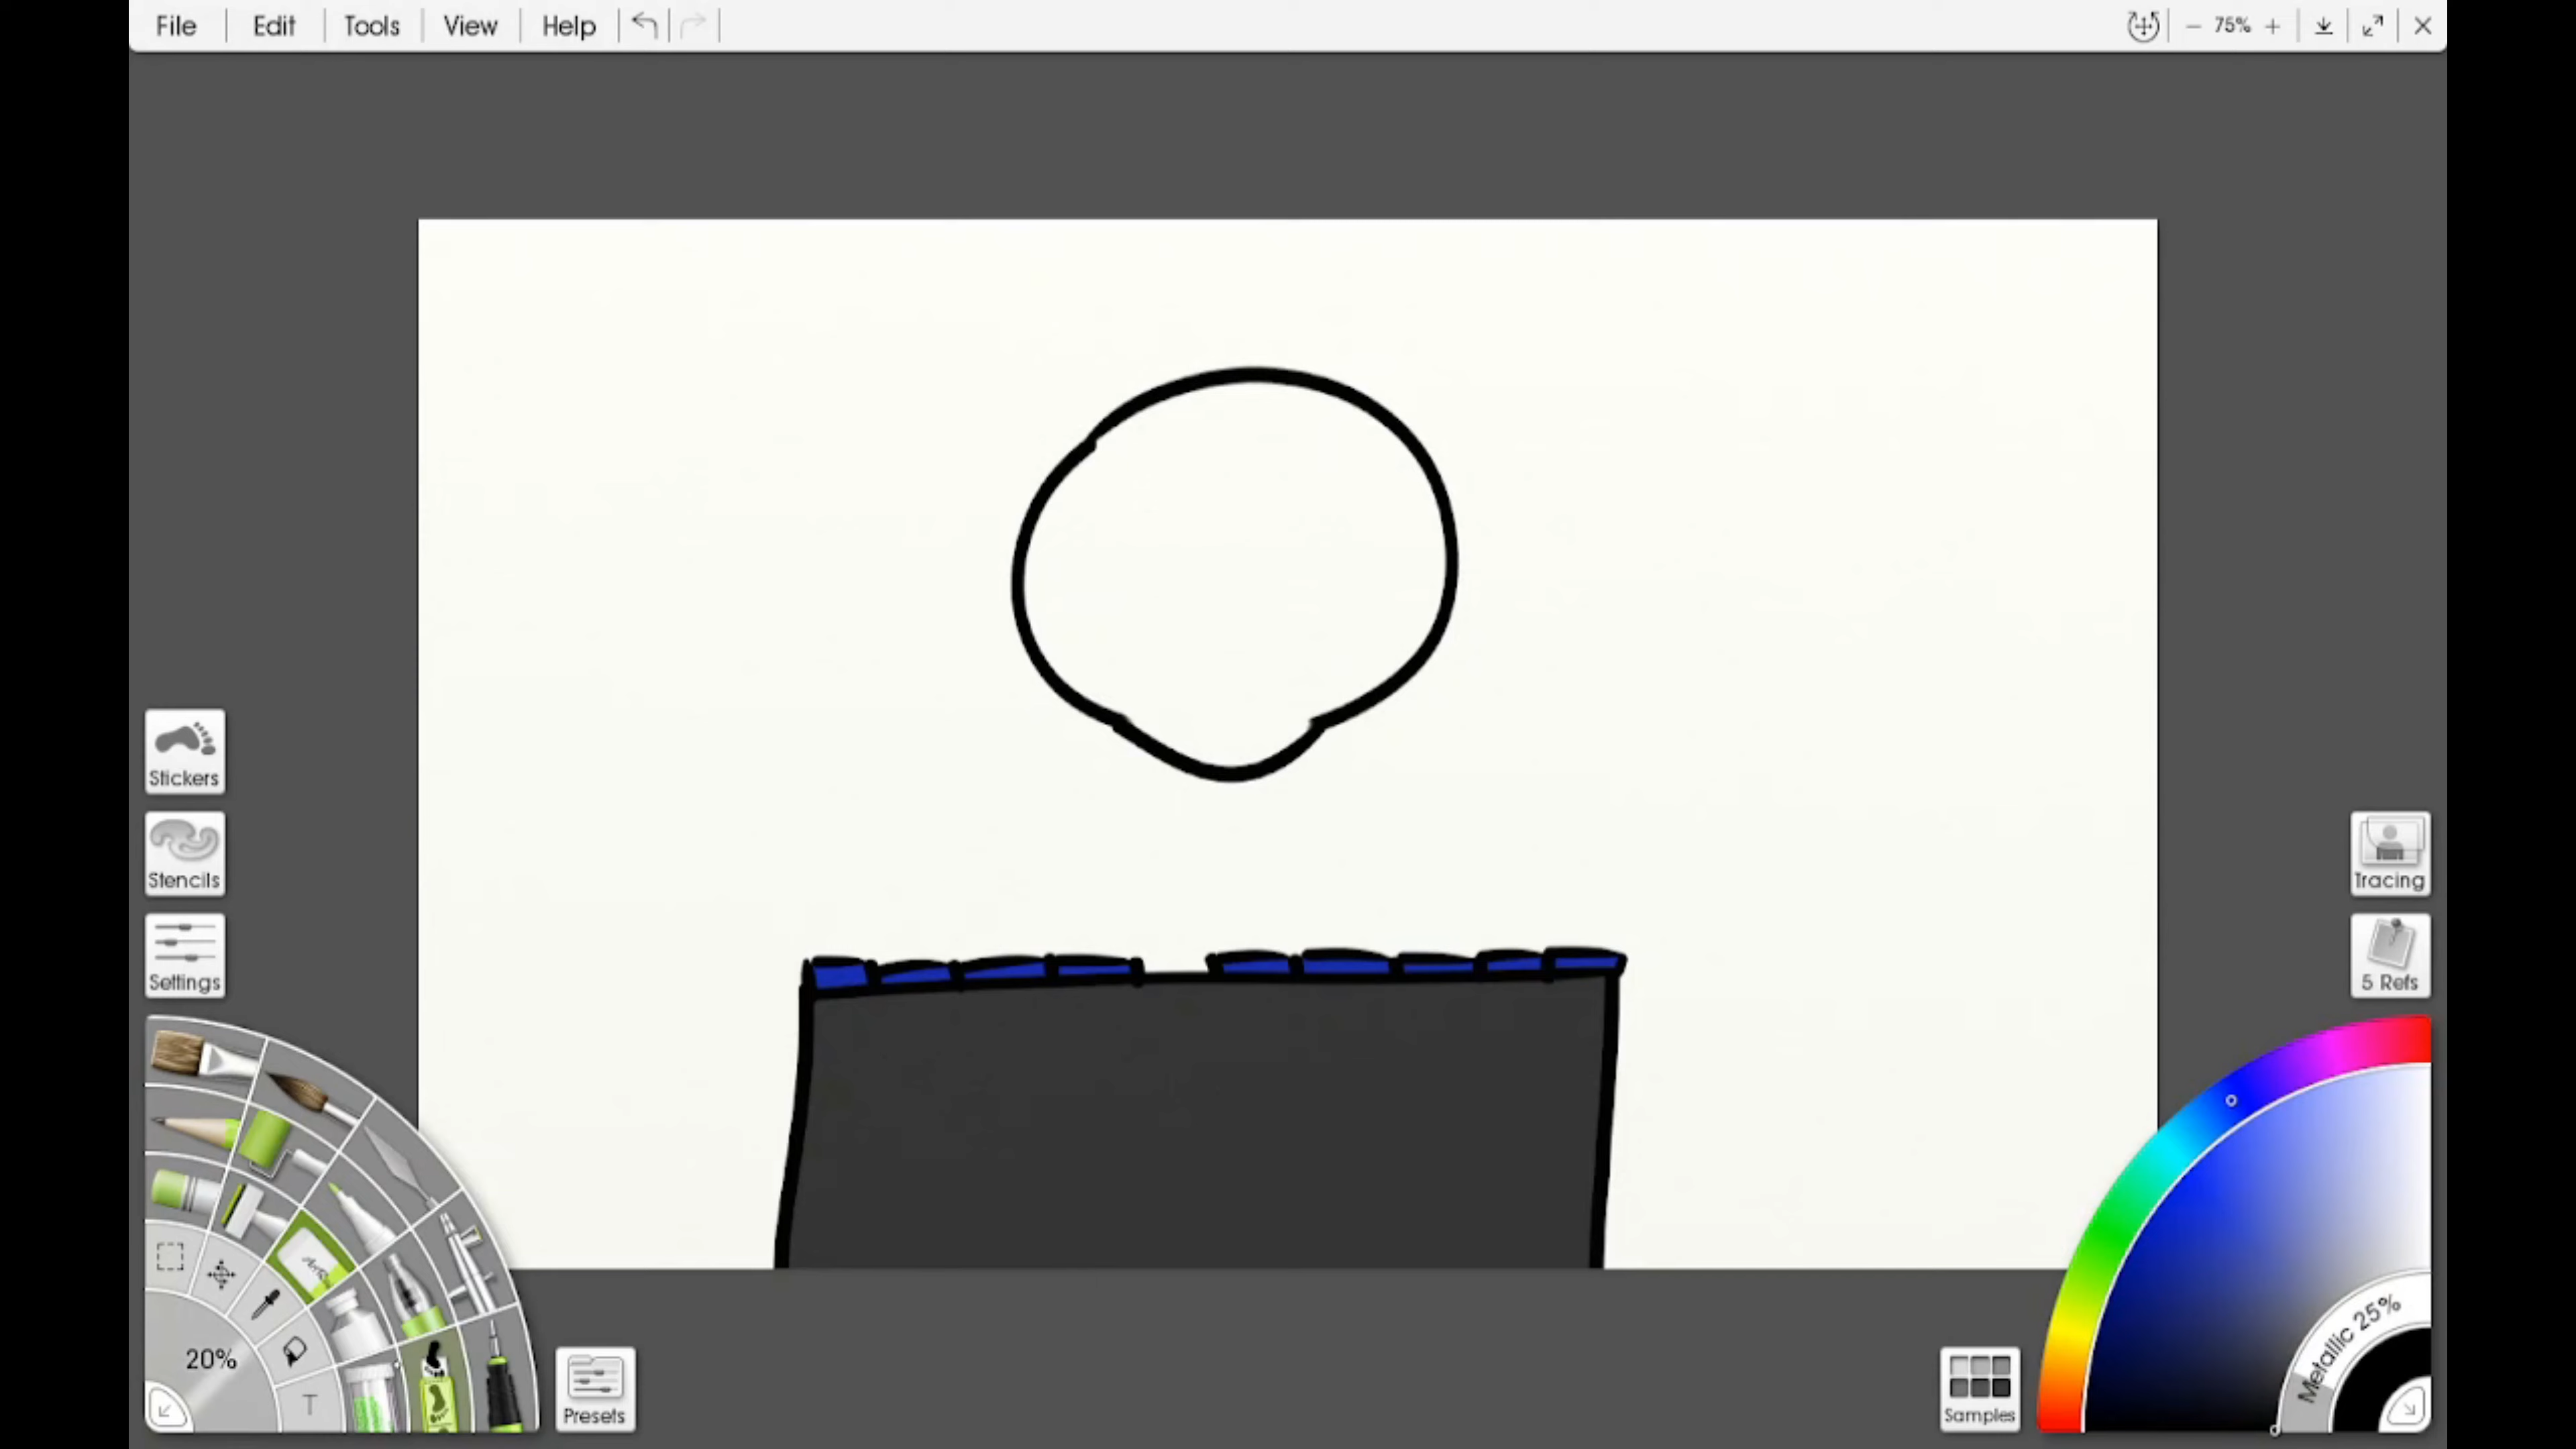 File Edit Tools View Help 75%
Stickers
Stencils
Settings
Tracing
5 Refs
20%
T
Presets
Samples
Metallic 25%